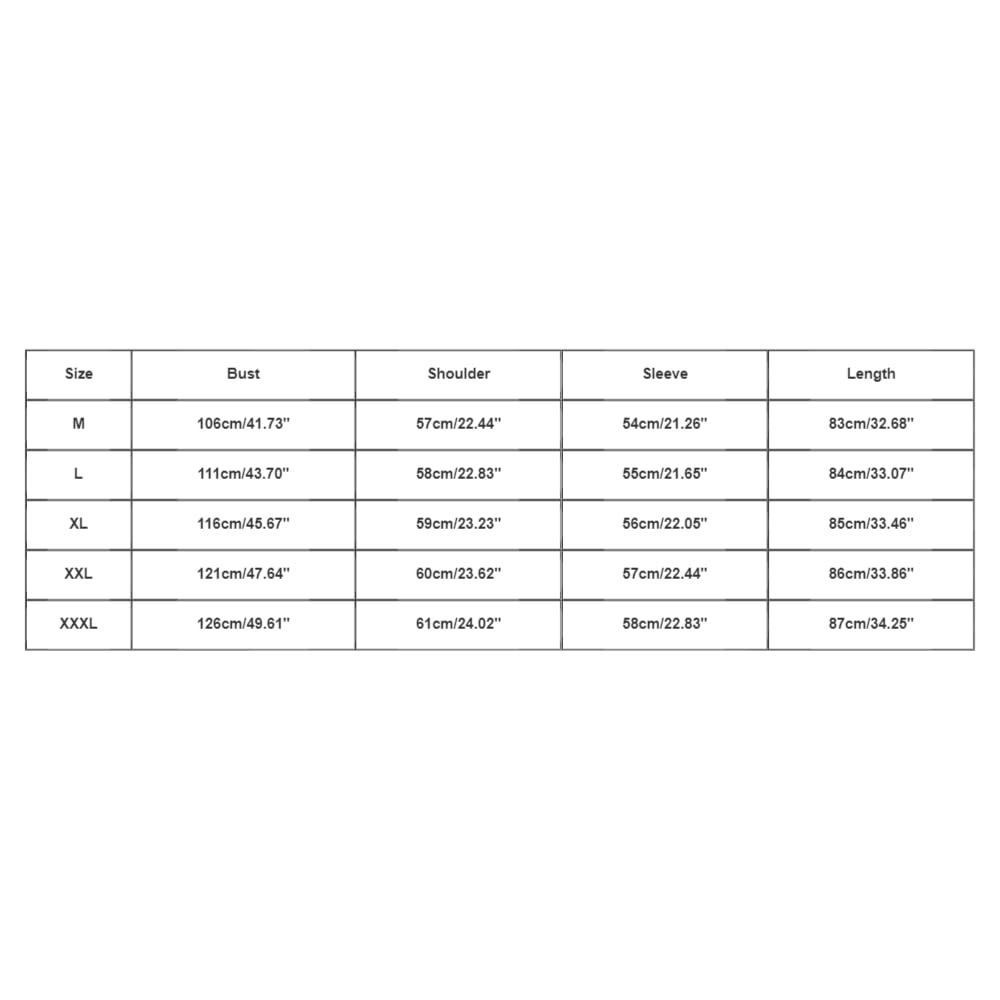 Size Bust Shoulder Sleeve Length
M 106cm/41.73" 57cm/22.44" 54cm/21.26" 83cm/32.68"
L 111cm/43.70" 58cm/22.83" 55cm/21.65" 84cm/33.07"
XL 116cm/45.67" 59cm/23.23" 56cm/22.05" 85cm/33.46"
XXL 121cm/47.64" 60cm/23.62" 57cm/22.44" 86cm/33.86"
XXXL 126cm/49.61" 61cm/24.02" 58cm/22.83" 87cm/34.25"